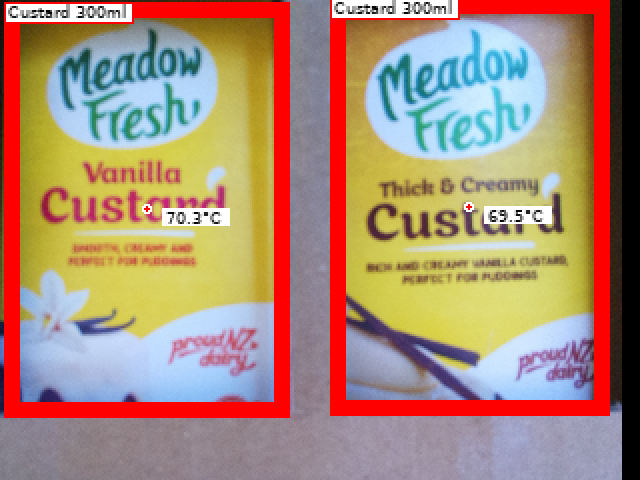 Custard 300ml
Meadow
Fresh
Vanilla
Custard
70.3°C
SMOOTH, CREAMY AND
PERFECT FOR PUDDINGS
proud NZ
dairy
Custard 300ml
Meadow
Fresh
Thick & Creamy
Custard
69.5°C
RICH AND CREAMY VANILLA CUSTARD,
PERFECT FOR PUDDINGS
proud NZ
dairy